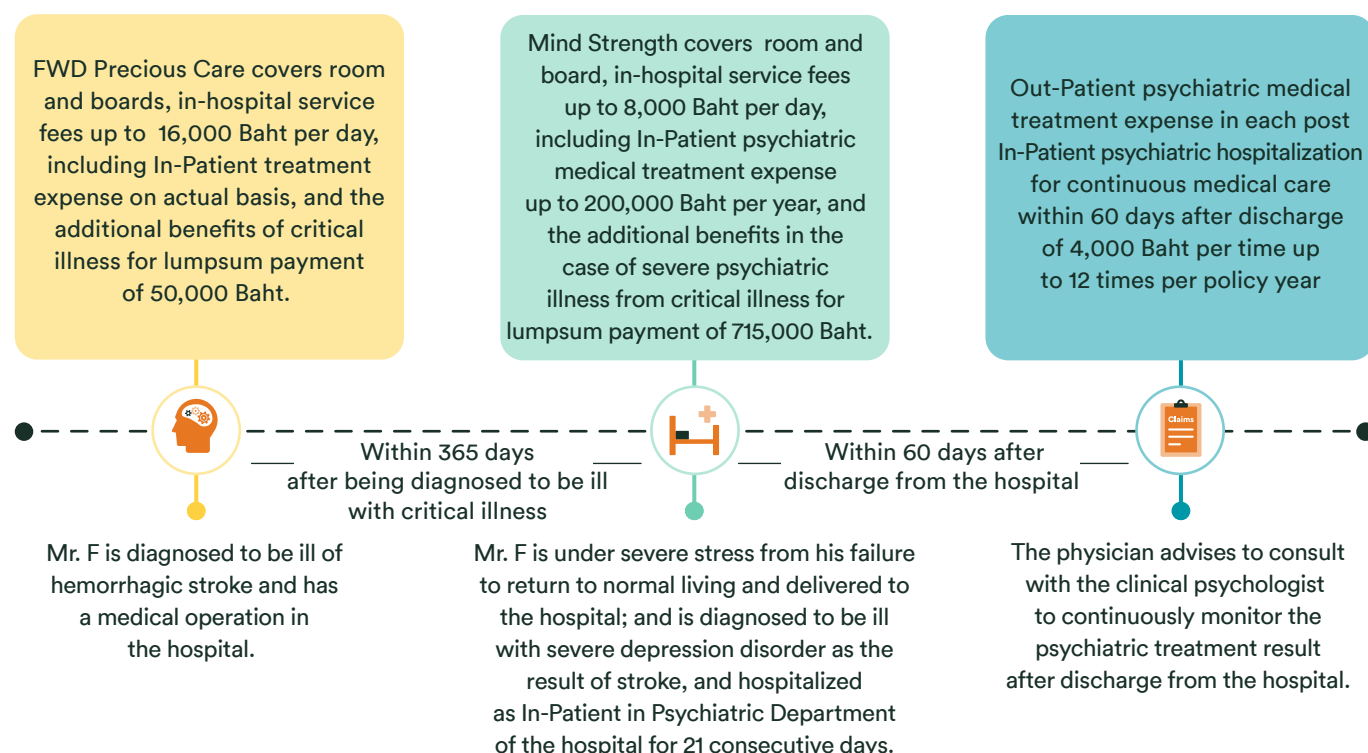 FWD Precious Care covers room
and boards, in-hospital service
fees up to 16,000 Baht per day,
including In-Patient treatment
expense on actual basis, and the
additional benefits of critical
illness for lumpsum payment
of 50,000 Baht.
Mind Strength covers room and
board, in-hospital service fees
up to 8,000 Baht per day,
including In-Patient psychiatric
medical treatment expense
up to 200,000 Baht per year, and
the additional benefits in the
case of severe psychiatric
illness from critical illness for
lumpsum payment of 715,000 Baht.
Out-Patient psychiatric medical
treatment expense in each post
In-Patient psychiatric hospitalization
for continuous medical care
within 60 days after discharge
of 4,000 Baht per time up
to 12 times per policy year
Claims
Within 365 days
after being diagnosed to be ill
with critical illness
Within 60 days after
discharge from the hospital
Mr. F is diagnosed to be ill of
hemorrhagic stroke and has
a medical operation in
the hospital.
Mr. F is under severe stress from his failure
to return to normal living and delivered to
the hospital; and is diagnosed to be ill
with severe depression disorder as the
result of stroke, and hospitalized
as In-Patient in Psychiatric Department
of the hospital for 21 consecutive days.
The physician advises to consult
with the clinical psychologist
to continuously monitor the
psychiatric treatment result
after discharge from the hospital.